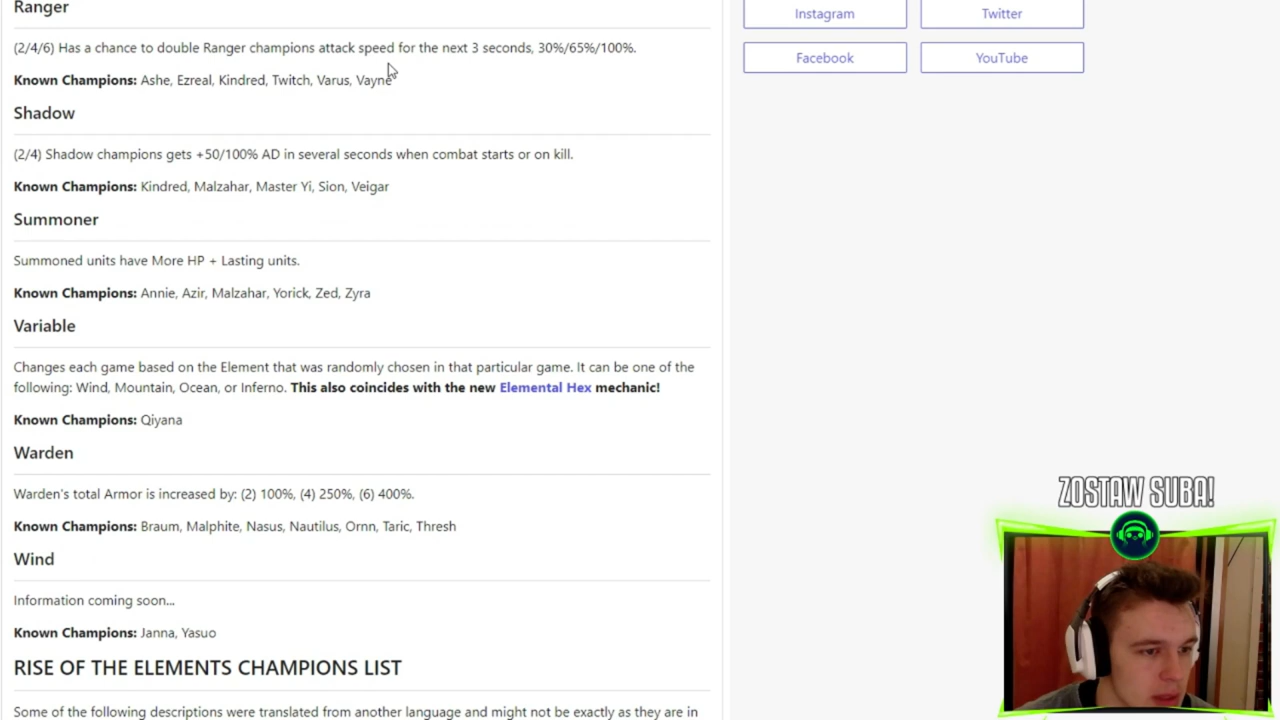 Ranger
(2/4/6) Has a chance to double Ranger champions attack speed for the next 3 seconds, 30%/65%/100%.
Known Champions: Ashe, Ezreal, Kindred, Twitch, Varus, Vayne
Shadow
(2/4) Shadow champions gets +50/100% AD in several seconds when combat starts or on kill.
Known Champions: Kindred, Malzahar, Master Yi, Sion, Veigar
Summoner
Summoned units have More HP + Lasting units.
Known Champions: Annie, Azir, Malzahar, Yorick, Zed, Zyra
Variable
Changes each game based on the Element that was randomly chosen in that particular game. It can be one of the
following: Wind, Mountain, Ocean, or Inferno. This also coincides with the new Elemental Hex mechanic!
Known Champions: Qiyana
Warden
Warden's total Armor is increased by: (2) 100%, (4) 250%, (6) 400%.
Known Champions: Braum, Malphite, Nasus, Nautilus, Ornn, Taric, Thresh
Wind
Information coming soon...
Known Champions: Janna, Yasuo
RISE OF THE ELEMENTS CHAMPIONS LIST
Some of the following descriptions were translated from another language and might not be exactly as they are in
Instagram
Twitter
Facebook
YouTube
ZOSTAW SUBA!